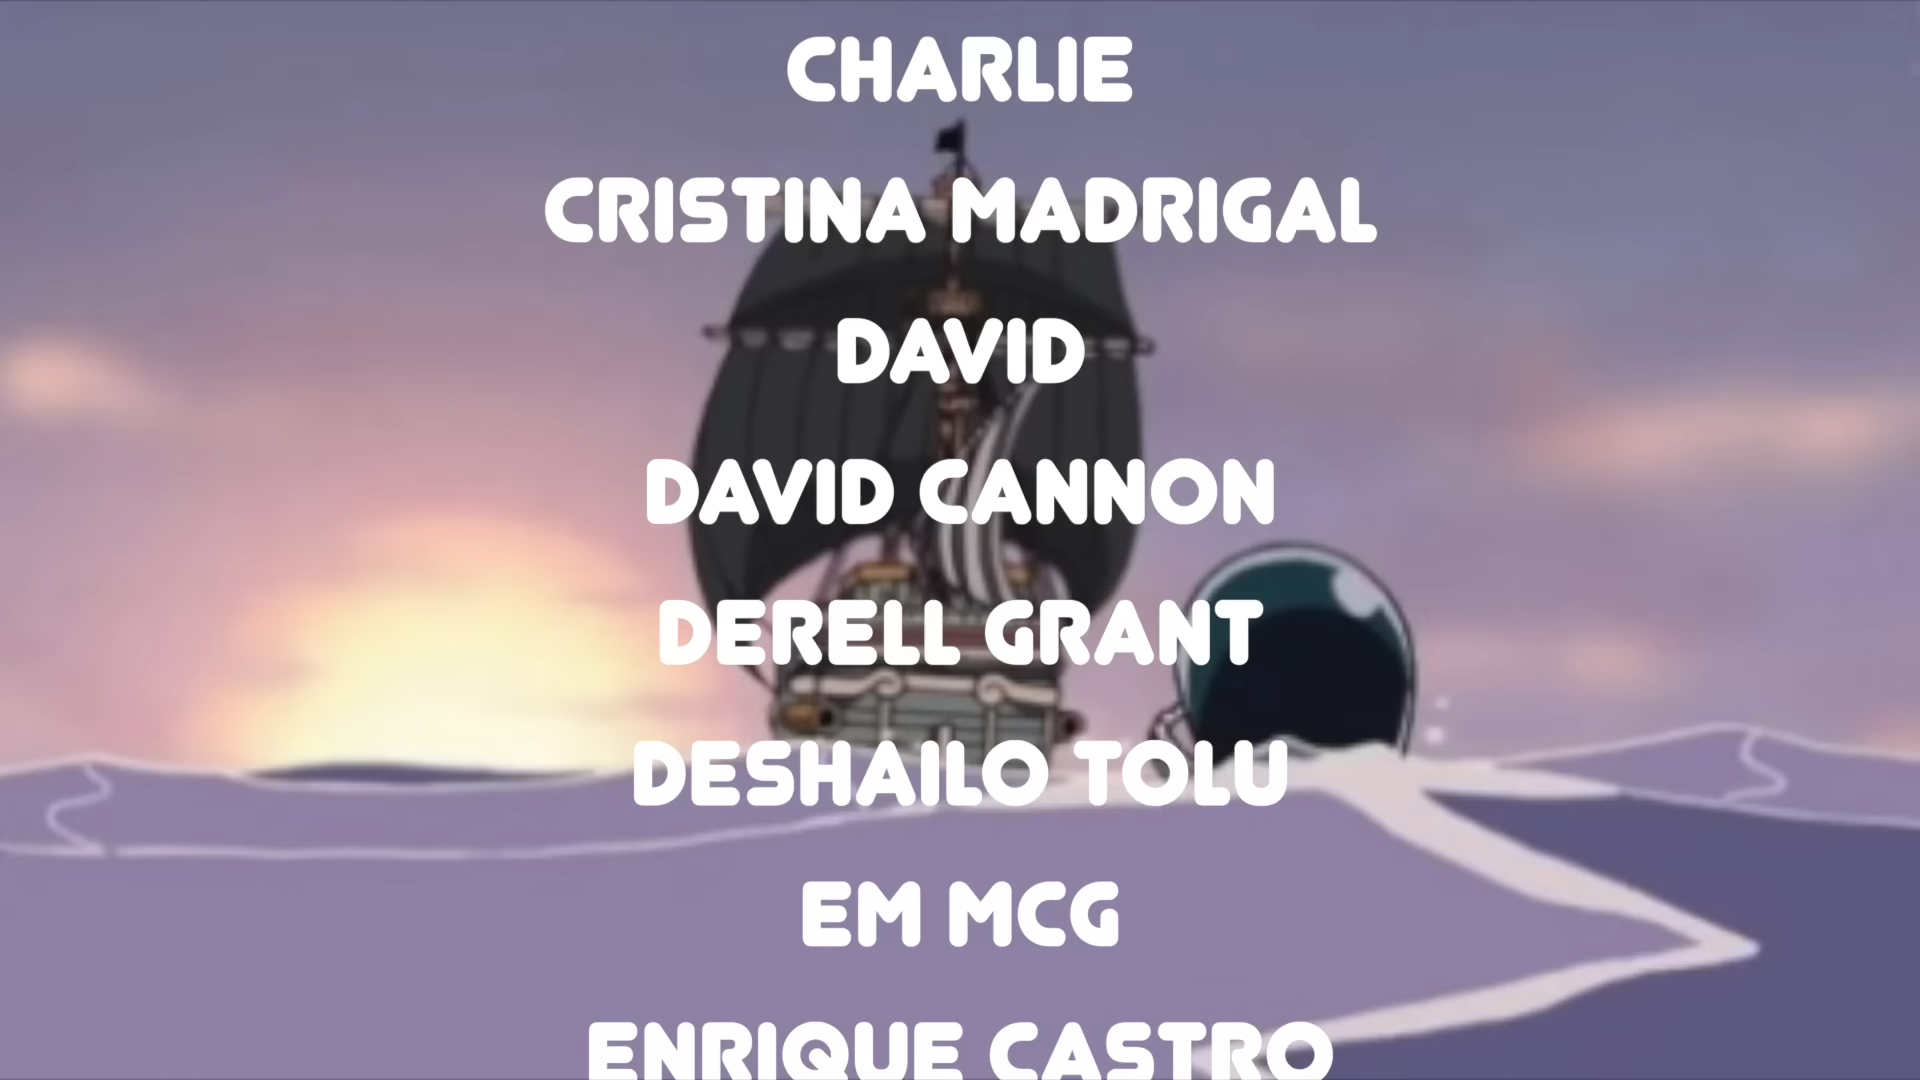 CHARLIE
CRISTINA MADRIGAL
DAVID
DAVID CANNON
DERELL GRANT
DESHAILO TOLU
EM MCG
ENRIQUE CASTRO